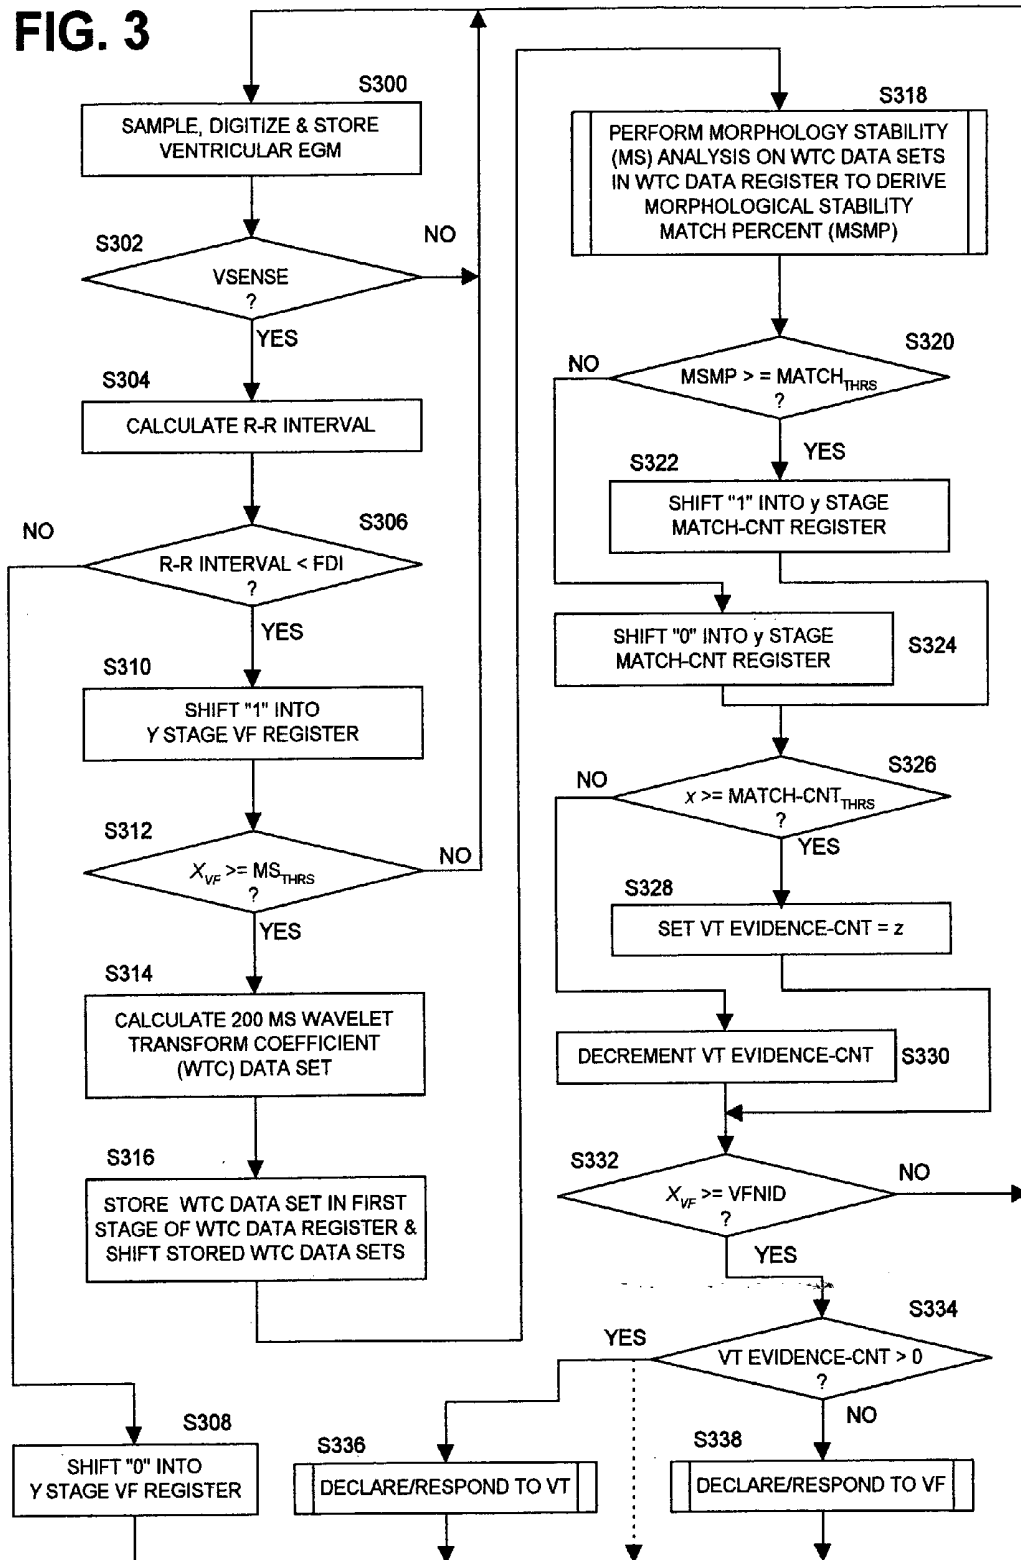 FIG. 3
S300
SAMPLE, DIGITIZE & STORE
VENTRICULAR EGM
S302
NO
VSENSE
?
YES
S304
CALCULATE R-R INTERVAL
NO
S306
R-R INTERVAL < FDI
?
YES
S310
SHIFT "1" INTO
Y STAGE VF REGISTER
S312
NO
X_VF >= MS_THRS
?
YES
S314
CALCULATE 200 MS WAVELET
TRANSFORM COEFFICIENT
(WTC) DATA SET
S316
STORE WTC DATA SET IN FIRST
STAGE OF WTC DATA REGISTER &
SHIFT STORED WTC DATA SETS
S308
SHIFT "0" INTO
Y STAGE VF REGISTER
S318
PERFORM MORPHOLOGY STABILITY
(MS) ANALYSIS ON WTC DATA SETS
IN WTC DATA REGISTER TO DERIVE
MORPHOLOGICAL STABILITY
MATCH PERCENT (MSMP)
S320
NO
MSMP > = MATCH_THRS
?
YES
S322
SHIFT "1" INTO y STAGE
MATCH-CNT REGISTER
SHIFT "0" INTO y STAGE
MATCH-CNT REGISTER
S324
S326
NO
x >= MATCH-CNT_THRS
?
YES
S328
SET VT EVIDENCE-CNT = z
DECREMENT VT EVIDENCE-CNT
S330
S332
NO
X_VF >= VFNID
?
YES
S334
YES
VT EVIDENCE-CNT > 0
?
NO
S336
DECLARE/RESPOND TO VT
S338
DECLARE/RESPOND TO VF